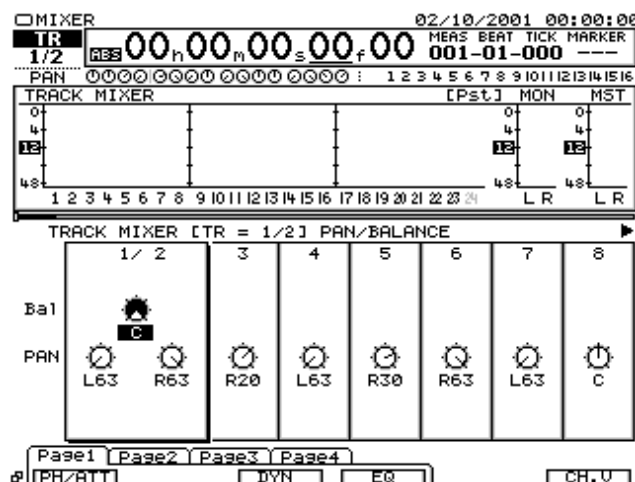 MIXER 02/10/2001 00:00:00
TR ABS 00h00m00s00f00 MEAS BEAT TICK MARKER
1/2 001-01-000 ---
PAN 1 2 3 4 5 6 7 8 9 10 11 12 13 14 15 16
TRACK MIXER [Pst] MON MST
0 0 0
4 4 4
12 12 12
48 48 48
1 2 3 4 5 6 7 8 9 10 11 12 13 14 15 16 17 18 19 20 21 22 23 24 L R L R
TRACK MIXER [TR = 1/2] PAN/BALANCE
1/ 2 3 4 5 6 7 8
Bal
C
PAN
L63 R63 R20 L63 R30 R63 L63 C
Page1 Page2 Page3 Page4
PH/ATT DYN EQ CH.V